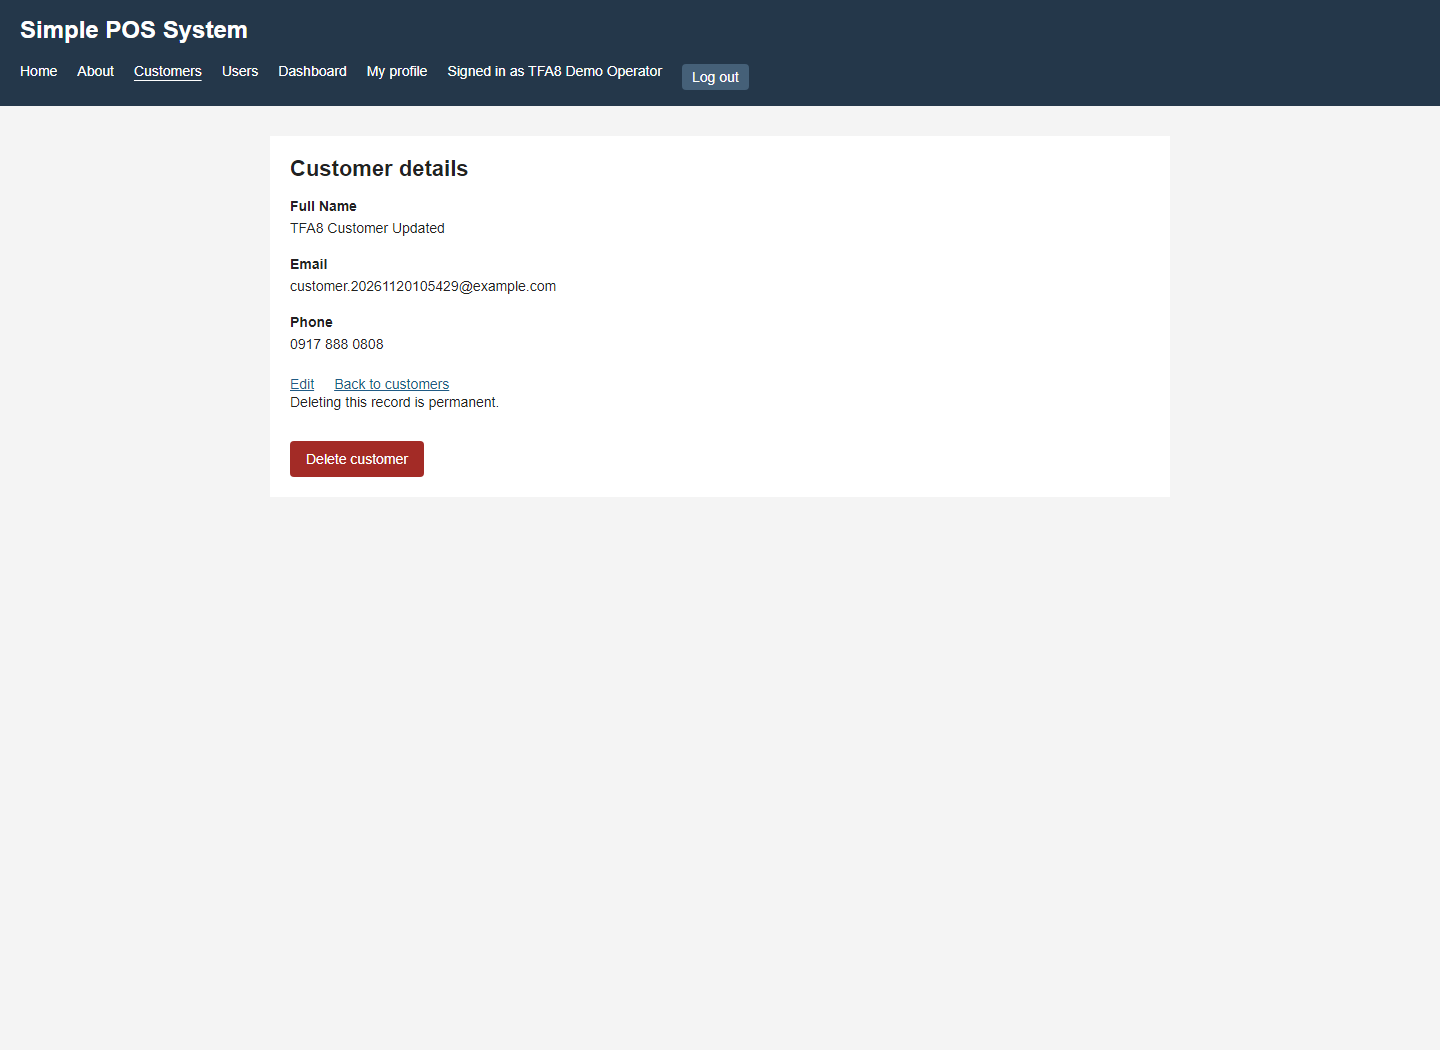 Simple POS System
Home About Customers Users Dashboard My profile Signed in as TFA8 Demo Operator Log out
Customer details
Full Name
TFA8 Customer Updated
Email
customer.20261120105429@example.com
Phone
0917 888 0808
Edit Back to customers
Deleting this record is permanent.
Delete customer